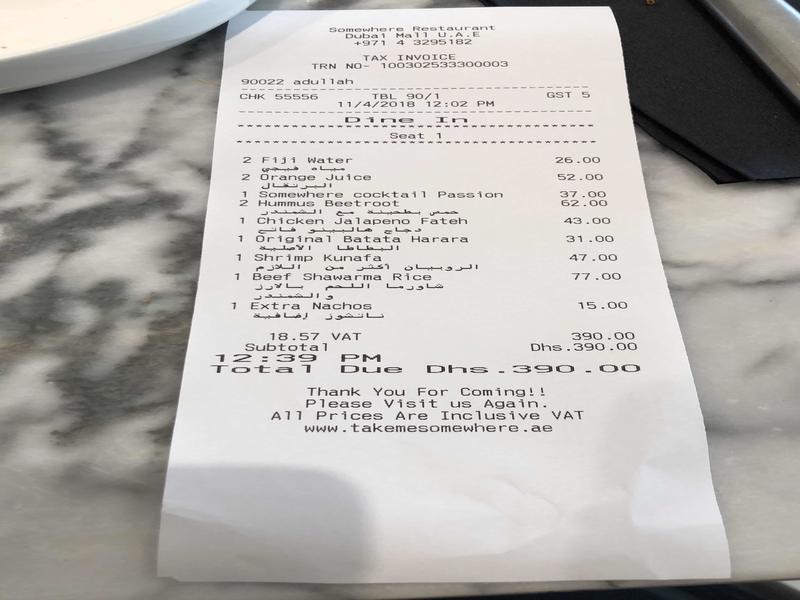 Somewhere Restaurant
Dubai Mall U.A.E
+971 4 3295182
TAX INVOICE
TRN NO- 100302533300003
90022 adullah
CHK 55556 TBL 90/1 GST 5
11/4/2018 12:02 PM
Dine In
Seat 1
2 Fiji Water 26.00
مياه فيجي
2 Orange Juice 52.00
البرتقال
1 Somewhere cocktail Passion 37.00
2 Hummus Beetroot 62.00
حمص بطحينة مع الشمندر
1 Chicken Jalapeno Fateh 43.00
دجاج هالبينو فاتے
1 Original Batata Harara 31.00
البطاطا الأصلية
1 Shrimp Kunafa 47.00
الروبيان أكثر من اللازم
1 Beef Shawarma Rice 77.00
شاورما اللحم بالارز
والشمندر
1 Extra Nachos 15.00
ناتشوز إضافية
18.57 VAT 390.00
Subtotal Dhs.390.00
12:39 PM
Total Due Dhs.390.00
Thank You For Coming!!
Please Visit us Again.
All Prices Are Inclusive VAT
www.takemesomewhere.ae